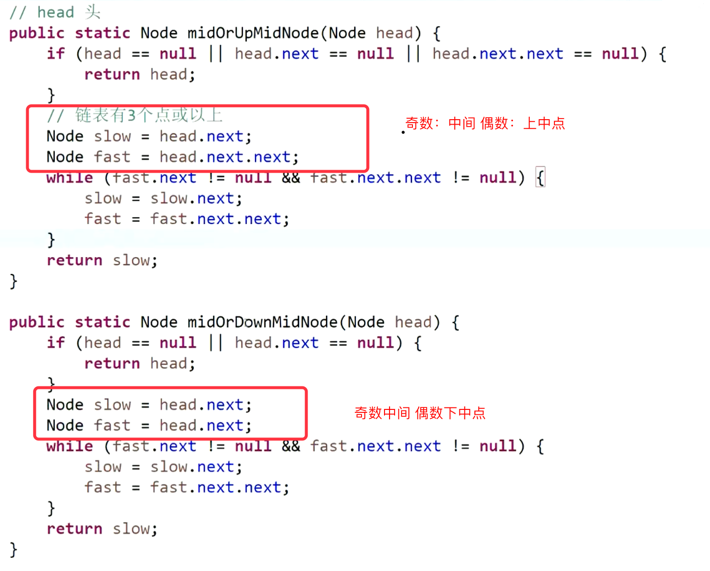 // head 头
public static Node midOrUpMidNode(Node head) {
if (head == null || head.next == null || head.next.next == null) {
return head;
}
// 链表有3个点或以上
奇数：中间 偶数：上中点
Node slow = head.next;
Node fast = head.next.next;
while (fast.next != null && fast.next.next != null) {
slow = slow.next;
fast = fast.next.next;
}
return slow;
}
public static Node midOrDownMidNode(Node head) {
if (head == null || head.next == null) {
return head;
}
Node slow = head.next;
奇数中间 偶数下中点
Node fast = head.next;
while (fast.next != null && fast.next.next != null) {
slow = slow.next;
fast = fast.next.next;
}
return slow;
}